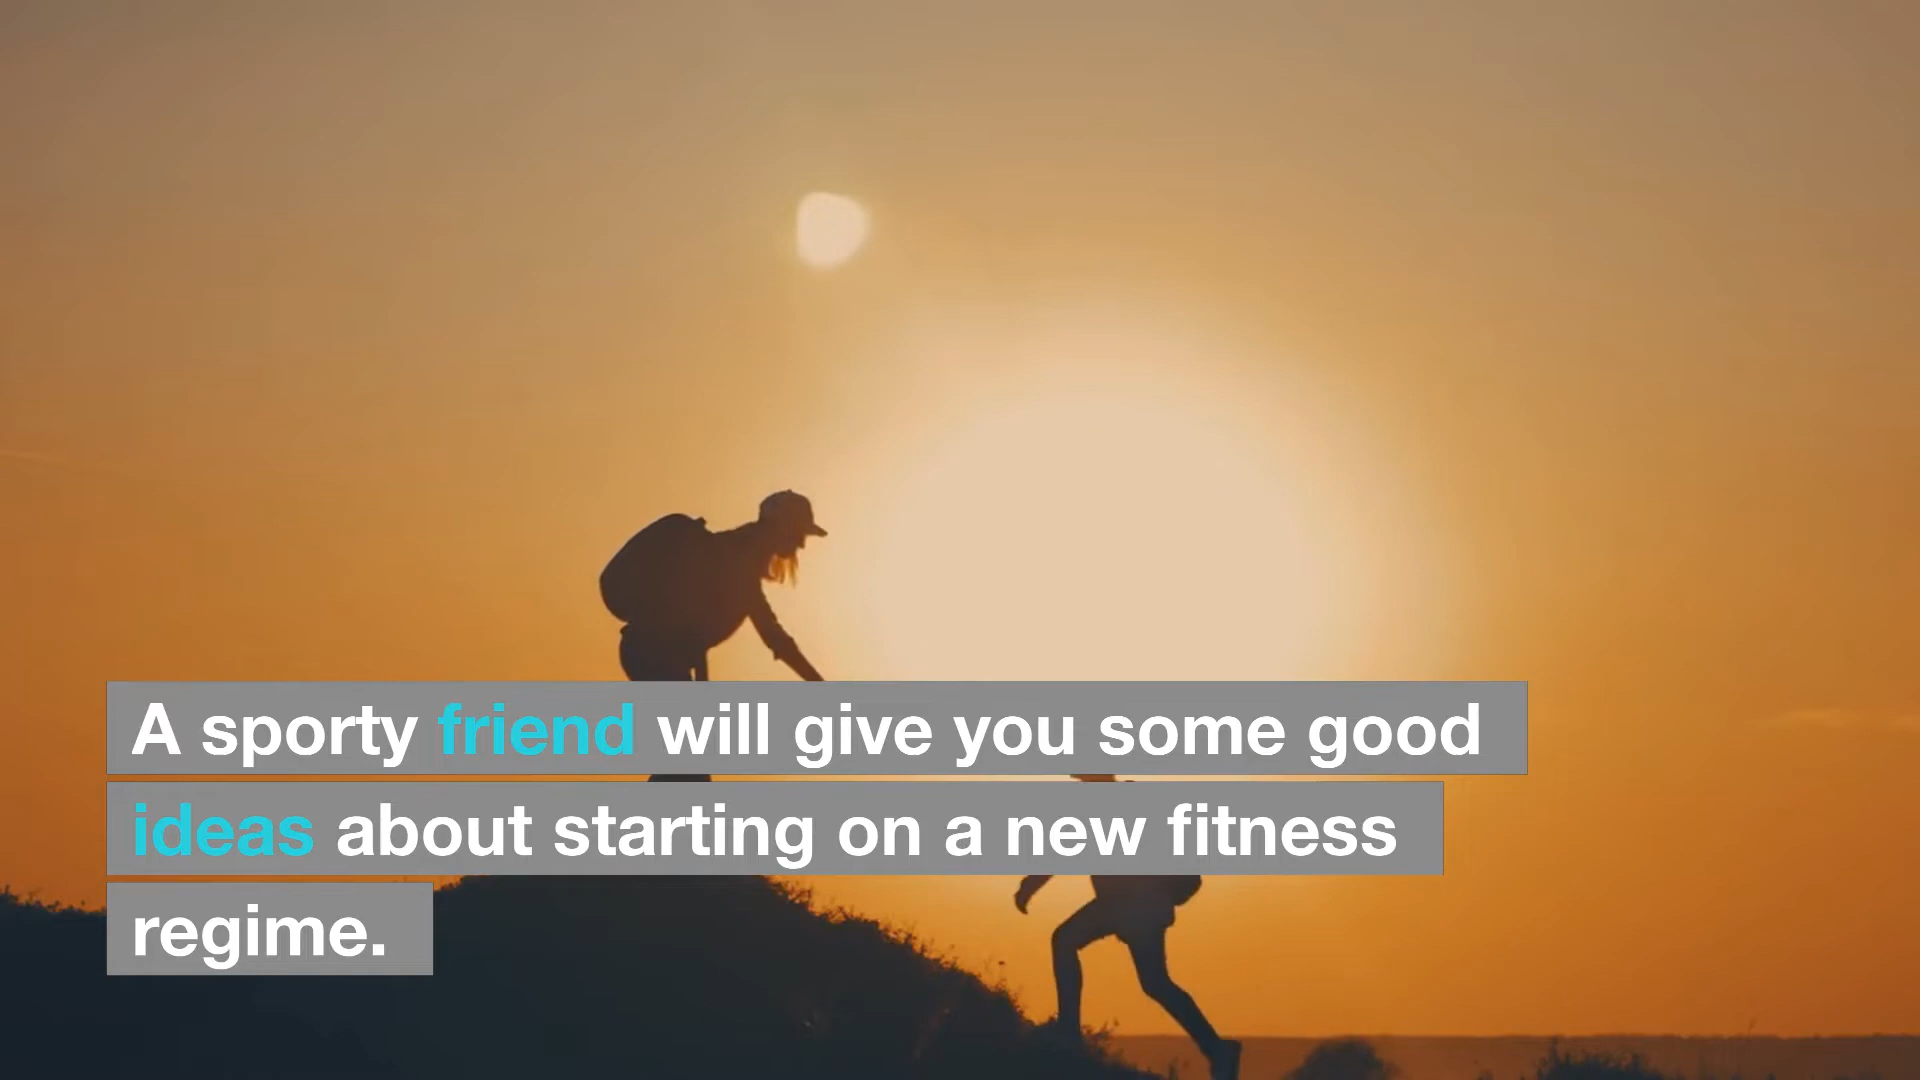 A sporty friend will give you some good
ideas about starting on a new fitness
regime.